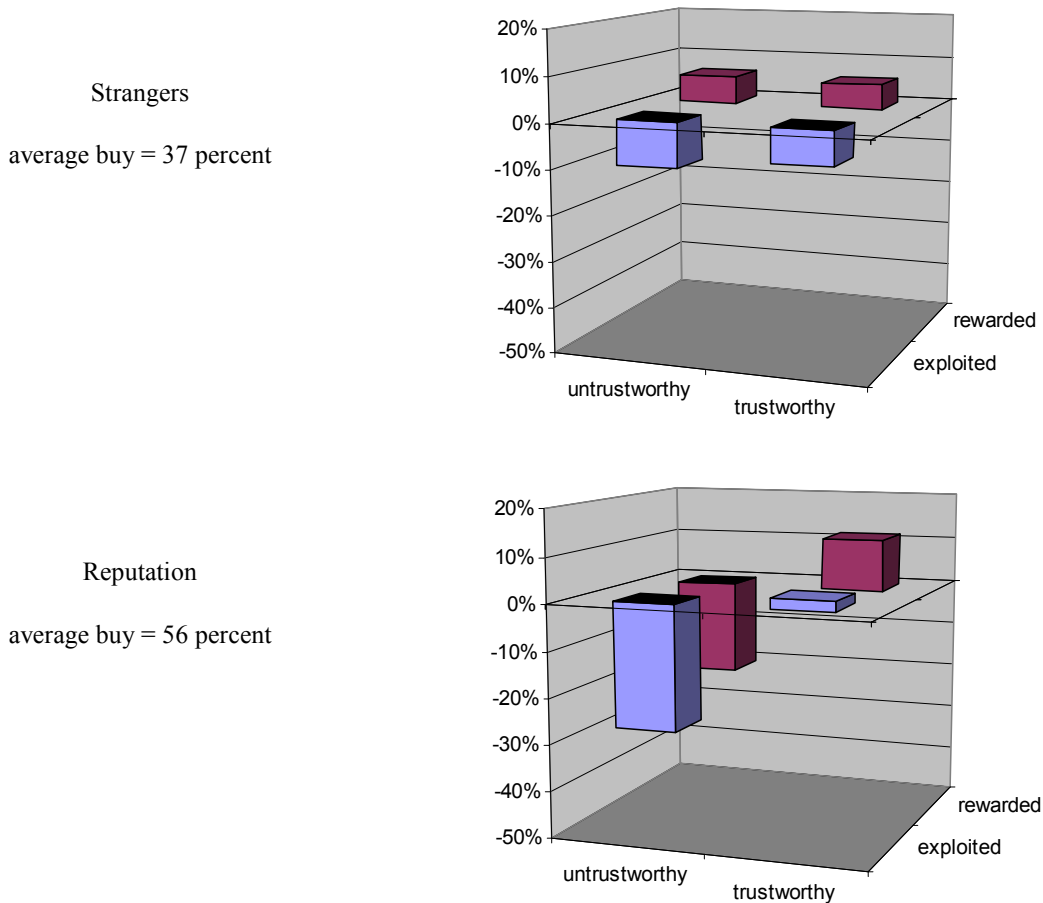 Strangers
average buy = 37 percent
20%
10%
0%
-10%
-20%
-30%
-40%
-50%
untrustworthy
trustworthy
exploited
rewarded
Reputation
average buy = 56 percent
20%
10%
0%
-10%
-20%
-30%
-40%
-50%
untrustworthy
trustworthy
exploited
rewarded